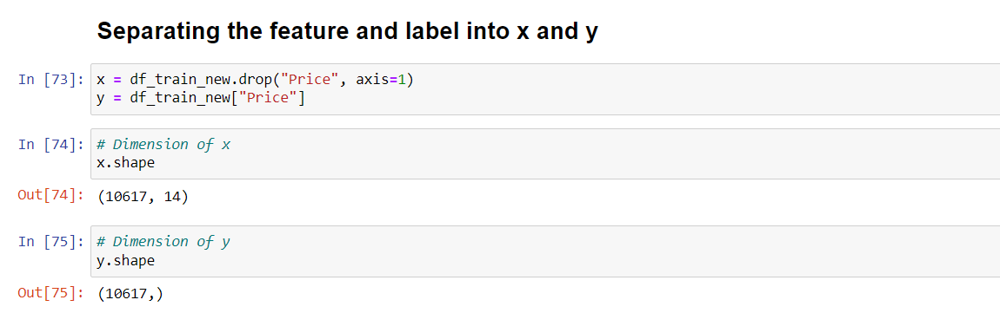 Separating the feature and label into x and y
In [73]: x = df_train_new.drop("Price", axis=1)
y = df_train_new["Price"]
In [74]: # Dimension of x
x.shape
Out[74]: (10617, 14)
In [75]: # Dimension of y
y.shape
Out[75]: (10617,)